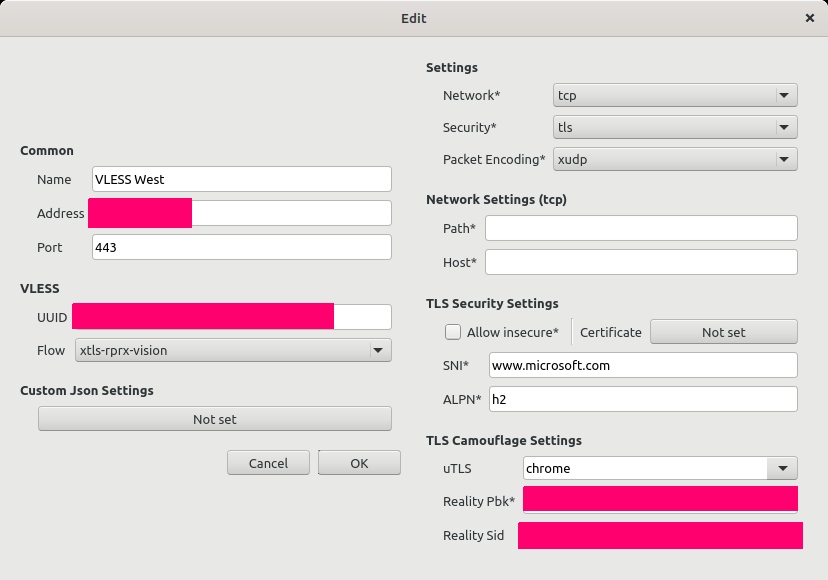 Edit
Common
Name VLESS West
Address
Port 443
VLESS
UUID
Flow xtls-rprx-vision
Custom Json Settings
Not set
Cancel OK
Settings
Network* tcp
Security* tls
Packet Encoding* xudp
Network Settings (tcp)
Path*
Host*
TLS Security Settings
Allow insecure* Certificate Not set
SNI* www.microsoft.com
ALPN* h2
TLS Camouflage Settings
uTLS chrome
Reality Pbk*
Reality Sid